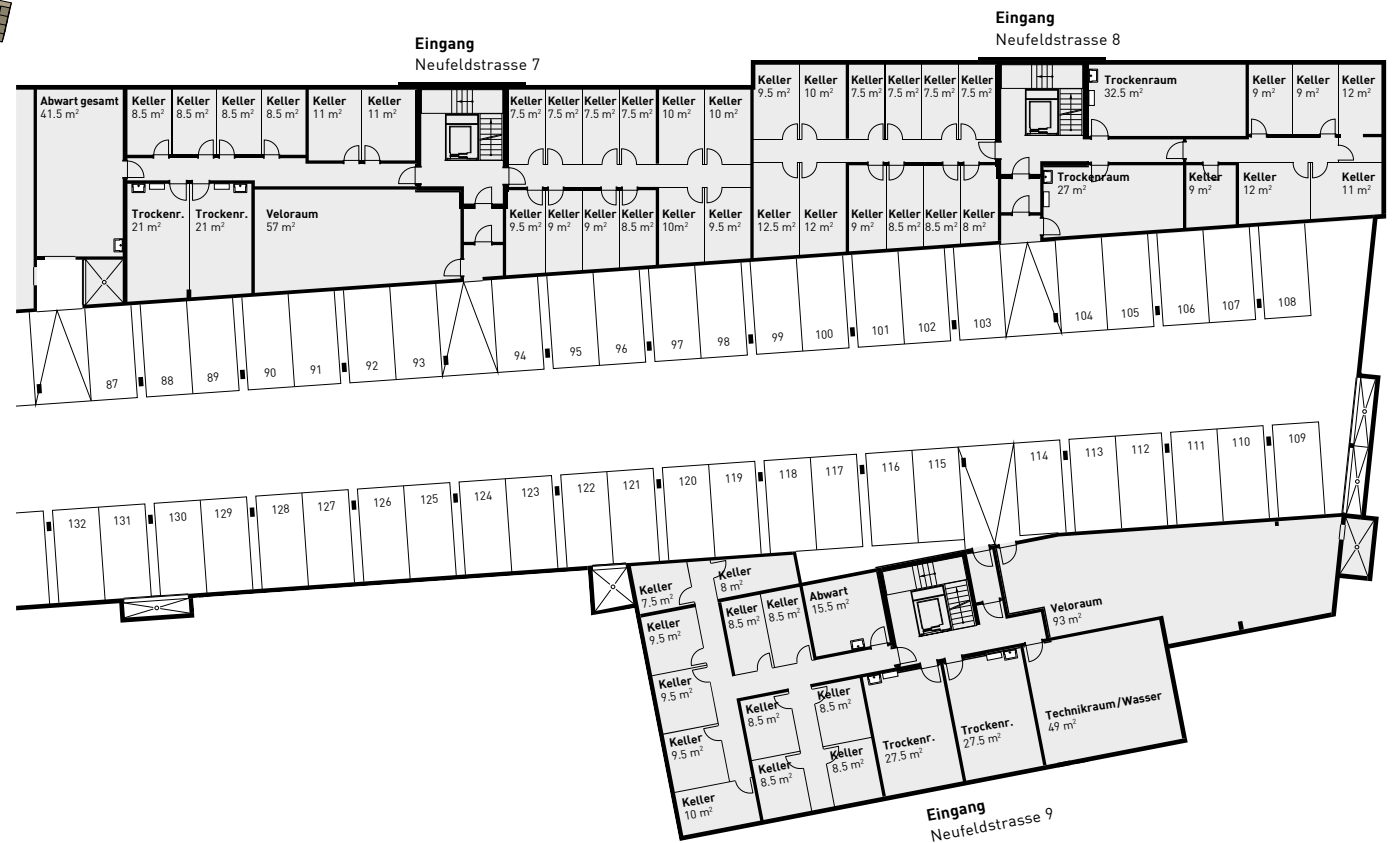 Eingang
Neufeldstrasse 7
Eingang
Neufeldstrasse 8
Abwart gesamt
41.5 m²
Keller
8.5 m²
Keller
8.5 m²
Keller
8.5 m²
Keller
8.5 m²
Keller
11 m²
Keller
11 m²
Keller
7.5 m²
Keller
7.5 m²
Keller
7.5 m²
Keller
7.5 m²
Keller
10 m²
Keller
10 m²
Keller
9.5 m²
Keller
10 m²
Keller
7.5 m²
Keller
7.5 m²
Keller
7.5 m²
Keller
7.5 m²
Trockenraum
32.5 m²
Keller
9 m²
Keller
9 m²
Keller
12 m²
Trockenr.
21 m²
Trockenr.
21 m²
Veloraum
57 m²
Keller
9.5 m²
Keller
9 m²
Keller
9 m²
Keller
8.5 m²
Keller
10m²
Keller
9.5 m²
Keller
12.5 m²
Keller
12 m²
Keller
9 m²
Keller
8.5 m²
Keller
8.5 m²
Keller
8 m²
Trockenraum
27 m²
Keller
9 m²
Keller
12 m²
Keller
11 m²
87
88
89
90
91
92
93
94
95
96
97
98
99
100
101
102
103
104
105
106
107
108
132
131
130
129
128
127
126
125
124
123
122
121
120
119
118
117
116
115
114
113
112
111
110
109
Keller
7.5 m²
Keller
8 m²
Keller
9.5 m²
Keller
8.5 m²
Keller
8.5 m²
Abwart
15.5 m²
Veloraum
93 m²
Keller
9.5 m²
Keller
8.5 m²
Keller
8.5 m²
Keller
9.5 m²
Keller
8.5 m²
Keller
8.5 m²
Trockenr.
27.5 m²
Trockenr.
27.5 m²
Technikraum/Wasser
49 m²
Keller
10 m²
Eingang
Neufeldstrasse 9